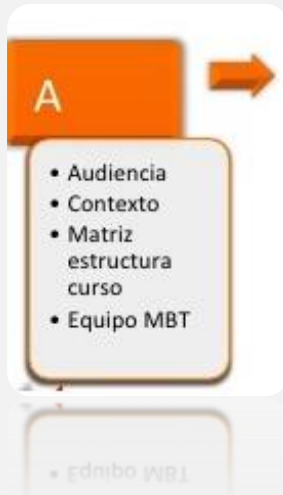 A
• Audiencia
• Contexto
• Matriz
estructura
curso
• Equipo MBT